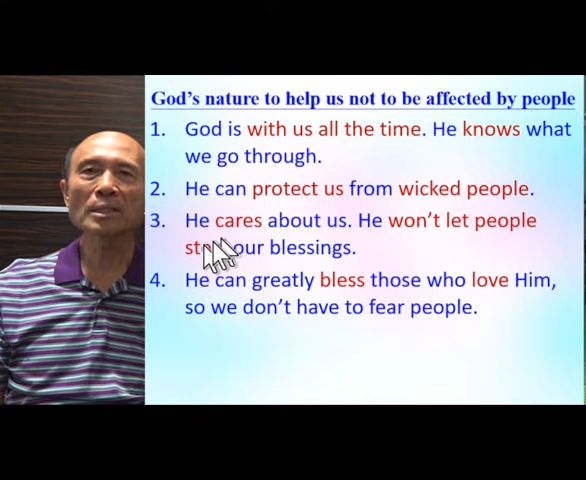 God's nature to help us not to be affected by people
1. God is with us all the time. He knows what
we go through.
2. He can protect us from wicked people.
3. He cares about us. He won't let people
our blessings.
4. He can greatly bless those who love Him,
so we don't have to fear people.